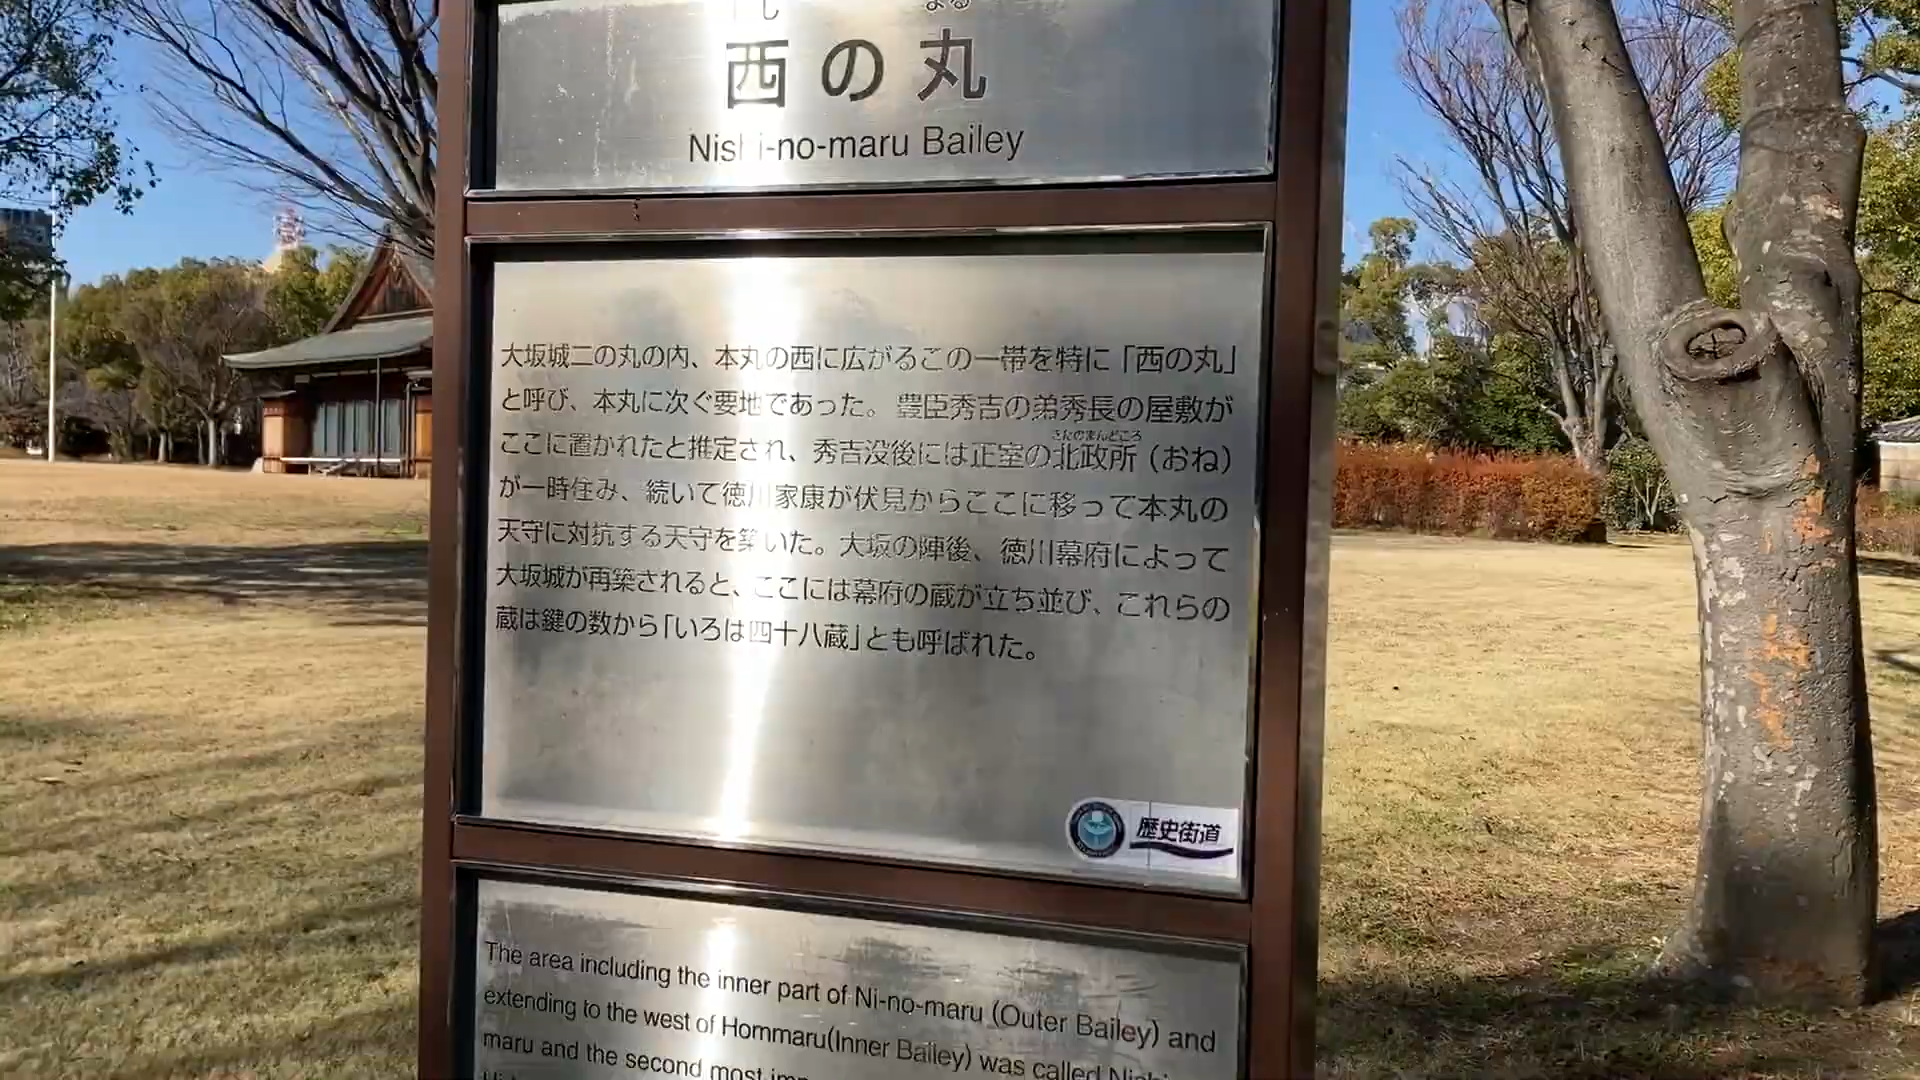 西の丸
Nishi-no-maru Bailey
大坂城二の丸の内、本丸の西に広がるこの一帯を特に「西の丸」
と呼び、本丸に次ぐ要地であった。豊臣秀吉の弟秀長の屋敷が
きたのまんどころ
ここに置かれたと推定され、秀吉没後には正室の北政所（おね）
が一時住み、続いて徳川家康が伏見からここに移って本丸の
天守に対抗する天守を築いた。大坂の陣後、徳川幕府によって
大坂城が再築されると、ここには幕府の蔵が立ち並び、これらの
蔵は鍵の数から「いろは四十八蔵」とも呼ばれた。
歴史街道
The area including the inner part of Ni-no-maru (Outer Bailey) and
extending to the west of Hommaru(Inner Bailey) was called Nishi-
maru and the second most